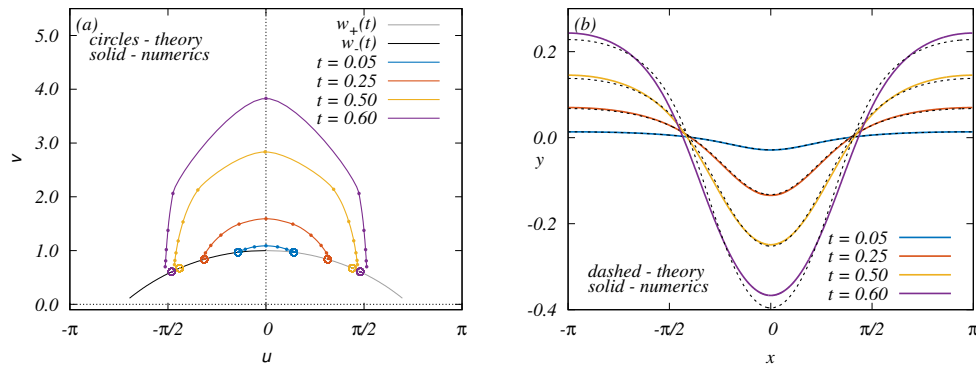 (a)
circles - theory
solid - numerics
w+(t)
w-(t)
t = 0.05
t = 0.25
t = 0.50
t = 0.60
5.0
4.0
3.0
2.0
1.0
0.0
v
-π
-π/2
0
π/2
π
u
(b)
0.2
0.0
-0.2
-0.4
y
t = 0.05
t = 0.25
t = 0.50
t = 0.60
dashed - theory
solid - numerics
-π
-π/2
0
π/2
π
x